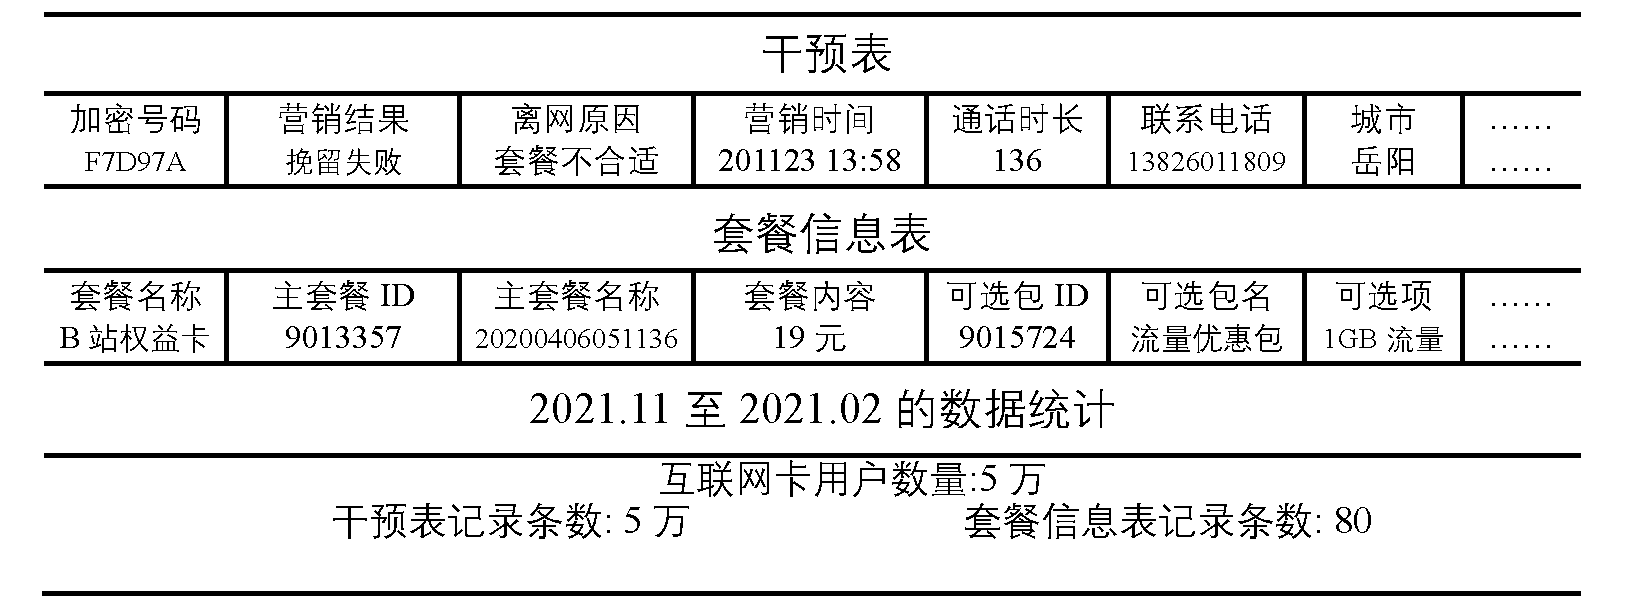 干预表
加密号码 营销结果 离网原因 营销时间 通话时长 联系电话 城市 ……
F7D97A 挽留失败 套餐不合适 201123 13:58 136 13826011809 岳阳 ……
套餐信息表
套餐名称 主套餐 ID 主套餐名称 套餐内容 可选包 ID 可选包名 可选项 ……
B 站权益卡 9013357 20200406051136 19 元 9015724 流量优惠包 1GB 流量 ……
2021.11 至 2021.02 的数据统计
互联网卡用户数量:5 万
干预表记录条数: 5 万 套餐信息表记录条数: 80